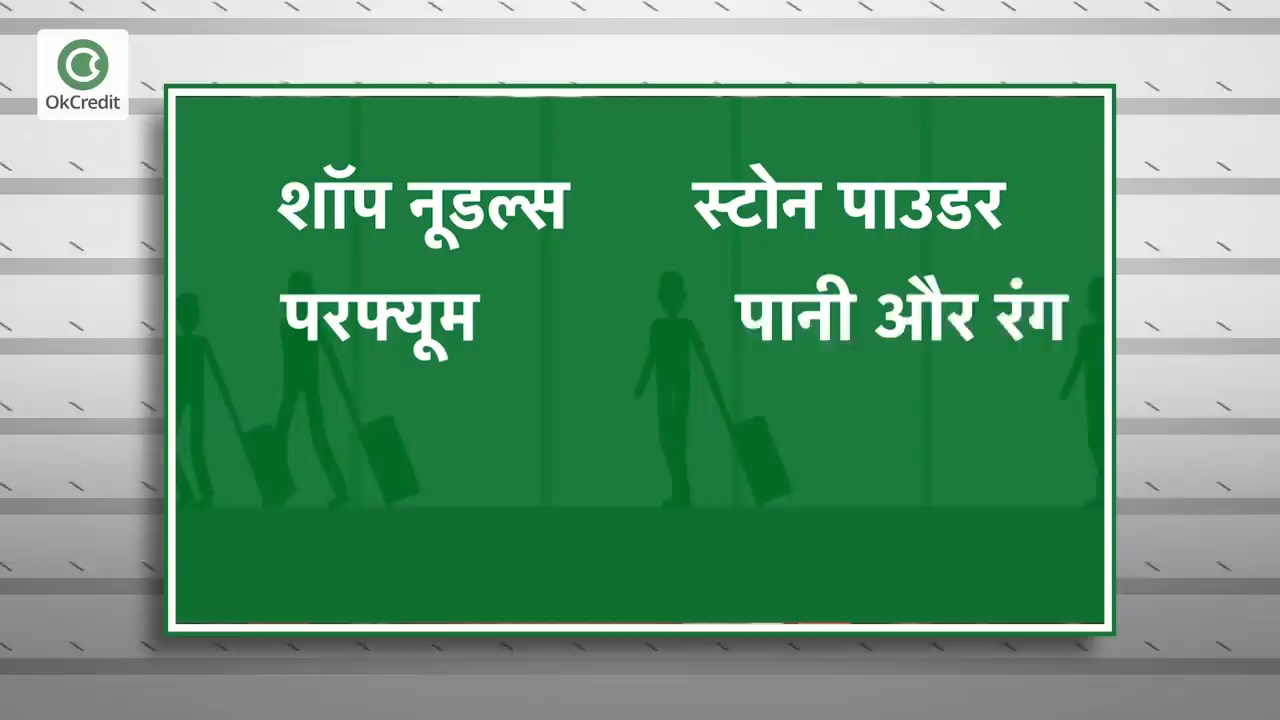 OkCredit
शॉप नूडल्स स्टोन पाउडर
परफ्यूम पानी और रंग